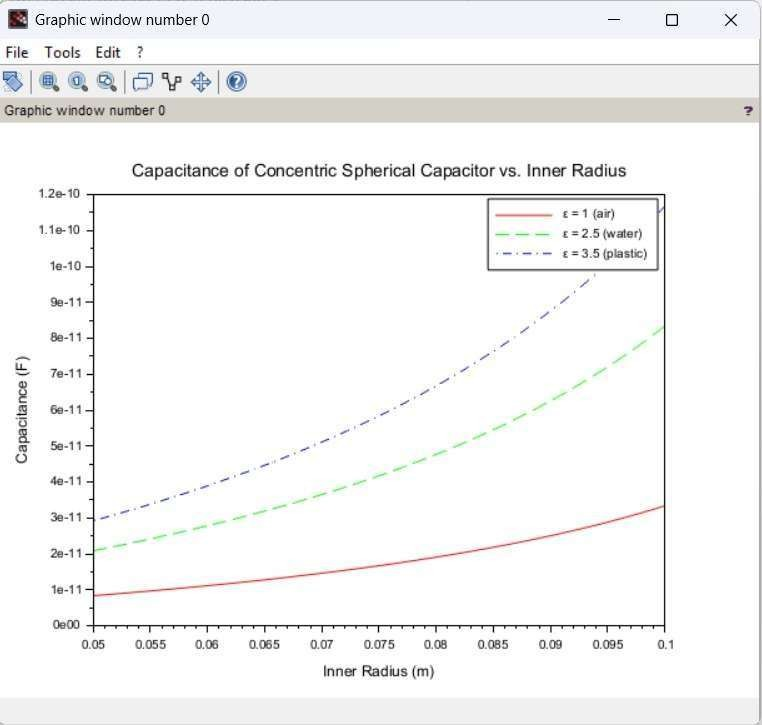 Graphic window number 0
File Tools Edit ?
Graphic window number 0 ?
Capacitance of Concentric Spherical Capacitor vs. Inner Radius
1.2e-10
1.1e-10
1e-10
9e-11
8e-11
7e-11
6e-11
5e-11
4e-11
3e-11
2e-11
1e-11
0e00
Capacitance (F)
ε = 1 (air)
ε = 2.5 (water)
ε = 3.5 (plastic)
0.05 0.055 0.06 0.065 0.07 0.075 0.08 0.085 0.09 0.095 0.1
Inner Radius (m)